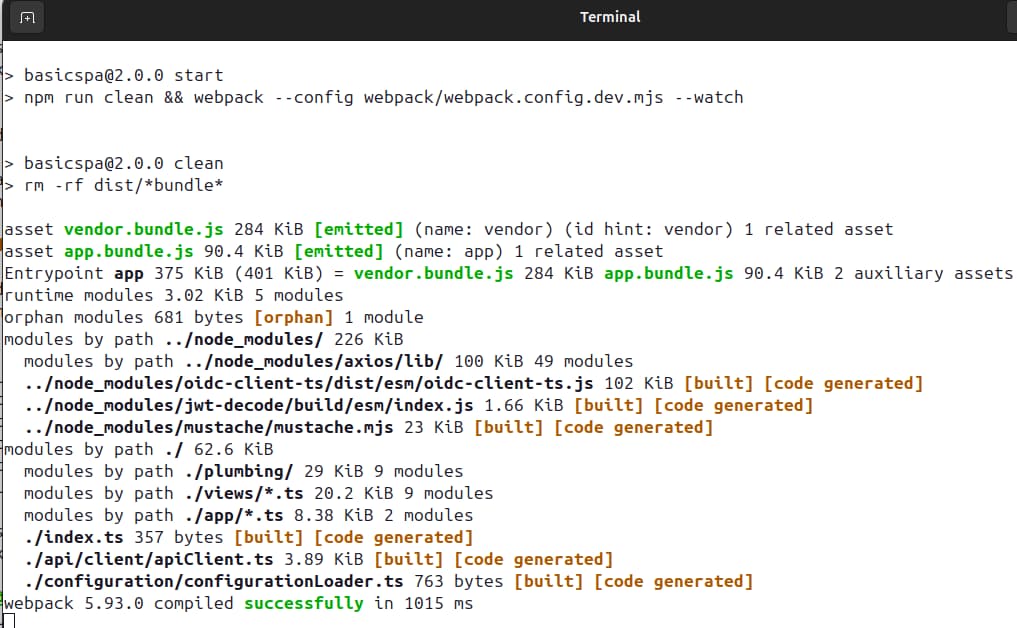 Terminal
> basicspa@2.0.0 start
> npm run clean && webpack --config webpack/webpack.config.dev.mjs --watch
> basicspa@2.0.0 clean
> rm -rf dist/*bundle*
asset vendor.bundle.js 284 KiB [emitted] (name: vendor) (id hint: vendor) 1 related asset
asset app.bundle.js 90.4 KiB [emitted] (name: app) 1 related asset
Entrypoint app 375 KiB (401 KiB) = vendor.bundle.js 284 KiB app.bundle.js 90.4 KiB 2 auxiliary assets
runtime modules 3.02 KiB 5 modules
orphan modules 681 bytes [orphan] 1 module
modules by path ../node_modules/ 226 KiB
  modules by path ../node_modules/axios/lib/ 100 KiB 49 modules
  ../node_modules/oidc-client-ts/dist/esm/oidc-client-ts.js 102 KiB [built] [code generated]
  ../node_modules/jwt-decode/build/esm/index.js 1.66 KiB [built] [code generated]
  ../node_modules/mustache/mustache.mjs 23 KiB [built] [code generated]
modules by path ./ 62.6 KiB
  modules by path ./plumbing/ 29 KiB 9 modules
  modules by path ./views/*.ts 20.2 KiB 9 modules
  modules by path ./app/*.ts 8.38 KiB 2 modules
  ./index.ts 357 bytes [built] [code generated]
  ./api/client/apiClient.ts 3.89 KiB [built] [code generated]
  ./configuration/configurationLoader.ts 763 bytes [built] [code generated]
webpack 5.93.0 compiled successfully in 1015 ms